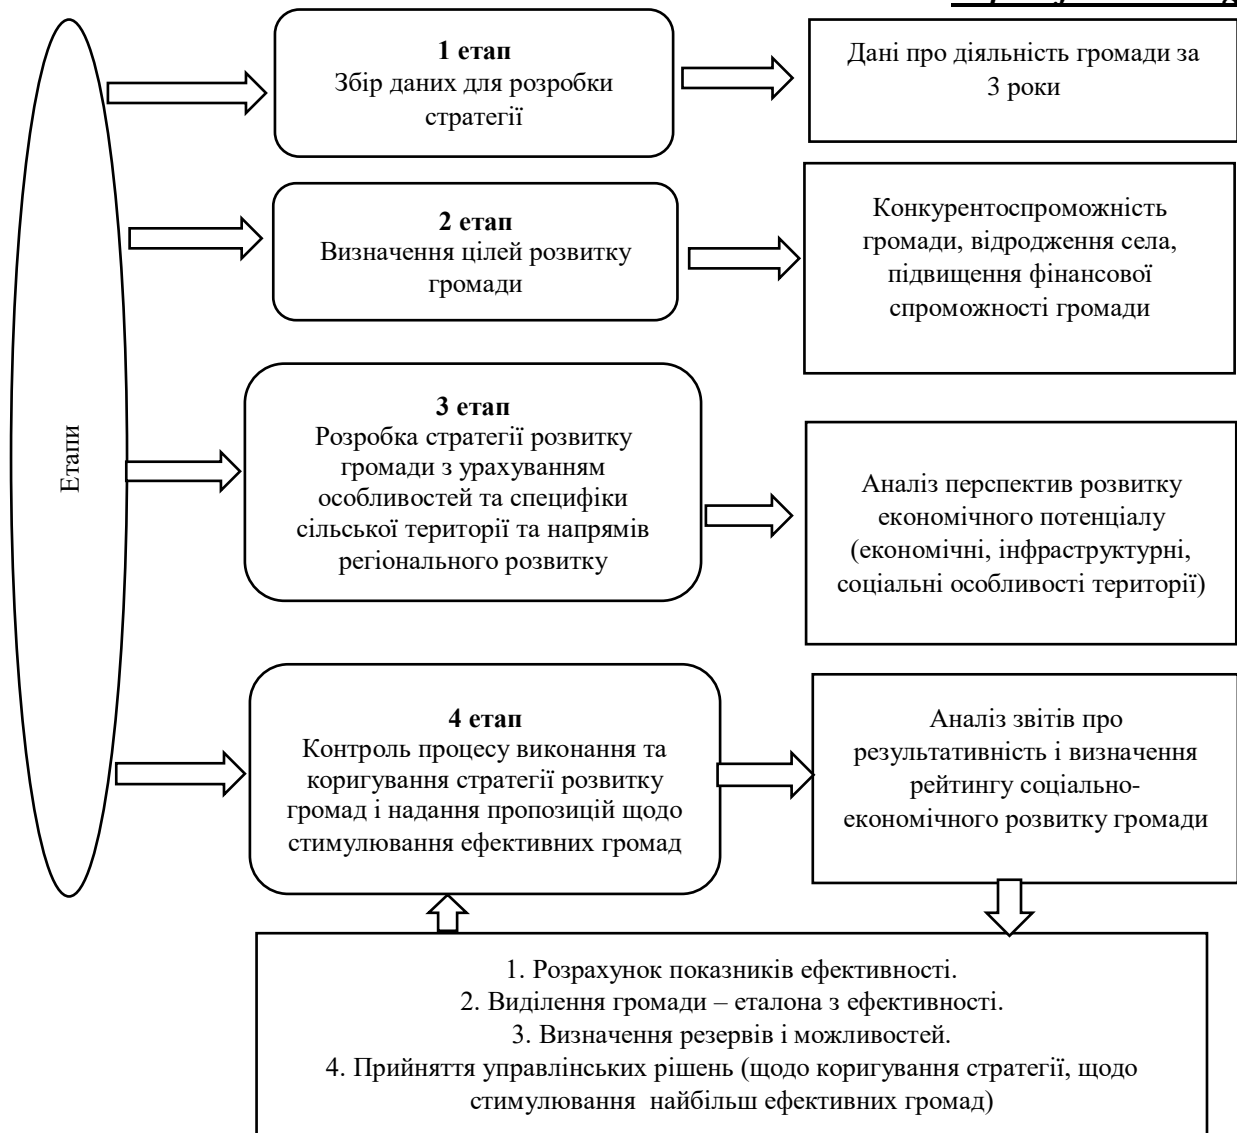 Етапи
1 етап
Збір даних для розробки
стратегії
Дані про діяльність громади за
3 роки
2 етап
Визначення цілей розвитку
громади
Конкурентоспроможність
громади, відродження села,
підвищення фінансової
спроможності громади
3 етап
Розробка стратегії розвитку
громади з урахуванням
особливостей та специфіки
сільської території та напрямів
регіонального розвитку
Аналіз перспектив розвитку
економічного потенціалу
(економічні, інфраструктурні,
соціальні особливості території)
4 етап
Контроль процесу виконання та
коригування стратегії розвитку
громад і надання пропозицій щодо
стимулювання ефективних громад
Аналіз звітів про
результативність і визначення
рейтингу соціально-
економічного розвитку громади
1. Розрахунок показників ефективності.
2. Виділення громади – еталона з ефективності.
3. Визначення резервів і можливостей.
4. Прийняття управлінських рішень (щодо коригування стратегії, щодо
стимулювання  найбільш ефективних громад)